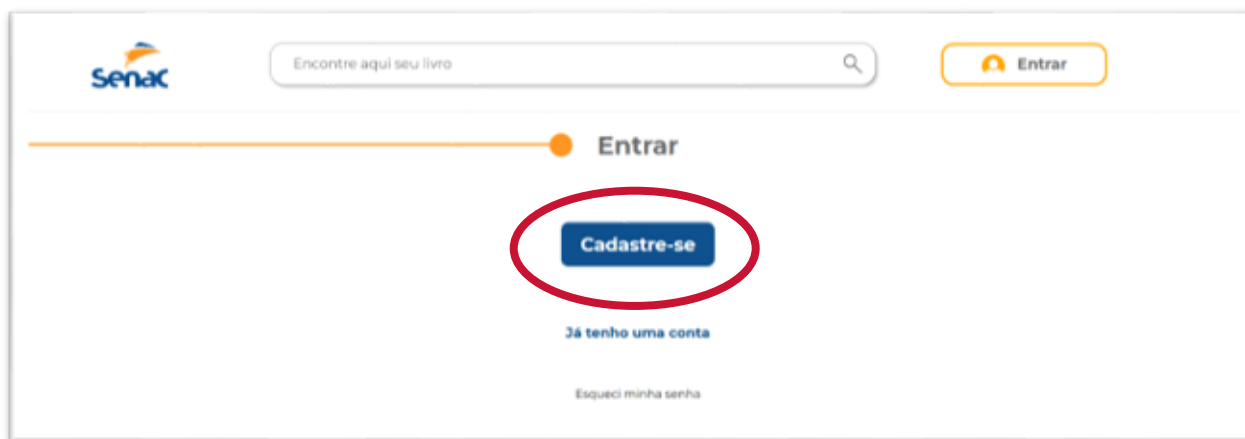 Senac
Encontre aqui seu livro
Entrar
Entrar
Cadastre-se
Já tenho uma conta
Esqueci minha senha